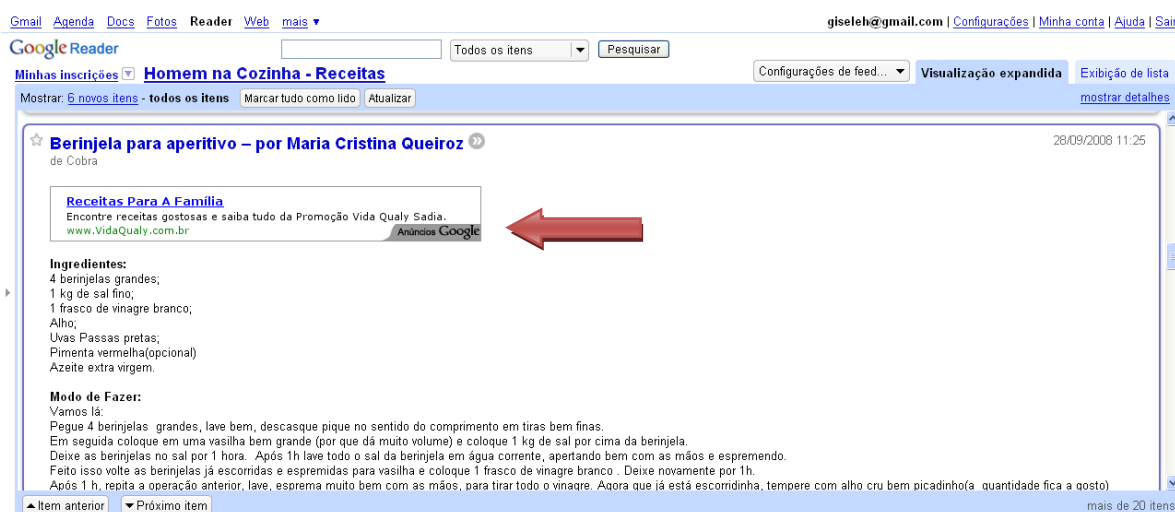 Gmail Agenda Docs Fotos Reader Web mais ▼ giseleh@gmail.com | Configurações | Minha conta | Ajuda | Sair
Google Reader Todos os itens Pesquisar
Minhas inscrições Homem na Cozinha - Receitas Configurações de feed... Visualização expandida Exibição de lista
Mostrar: 6 novos itens - todos os itens Marcar tudo como lido Atualizar mostrar detalhes
Berinjela para aperitivo – por Maria Cristina Queiroz 28/09/2008 11:25
de Cobra
Receitas Para A Família
Encontre receitas gostosas e saiba tudo da Promoção Vida Qualy Sadia.
www.VidaQualy.com.br Anúncios Google
Ingredientes:
4 berinjelas grandes;
1 kg de sal fino;
1 frasco de vinagre branco;
Alho;
Uvas Passas pretas;
Pimenta vermelha(opcional)
Azeite extra virgem.
Modo de Fazer:
Vamos lá:
Pegue 4 berinjelas grandes, lave bem, descasque pique no sentido do comprimento em tiras bem finas.
Em seguida coloque em uma vasilha bem grande (por que dá muito volume) e coloque 1 kg de sal por cima da berinjela.
Deixe as berinjelas no sal por 1 hora. Após 1h lave todo o sal da berinjela em água corrente, apertando bem com as mãos e espremendo.
Feito isso volte as berinjelas já escorridas e espremidas para vasilha e coloque 1 frasco de vinagre branco . Deixe novamente por 1h.
Após 1 h, repita a operação anterior, lave, esprema muito bem com as mãos, para tirar todo o vinagre. Agora que já está escorridinha, tempere com alho cru bem picadinho(a quantidade fica a gosto)
▲ Item anterior ▼ Próximo item mais de 20 itens